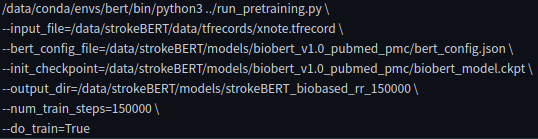 /data/conda/envs/bert/bin/python3 ../run_pretraining.py \
--input_file=/data/strokeBERT/data/tfrecords/xnote.tfrecord \
--bert_config_file=/data/strokeBERT/models/biobert_v1.0_pubmed_pmc/bert_config.json \
--init_checkpoint=/data/strokeBERT/models/biobert_v1.0_pubmed_pmc/biobert_model.ckpt \
--output_dir=/data/strokeBERT/models/strokeBERT_biobased_rr_150000 \
--num_train_steps=150000 \
--do_train=True